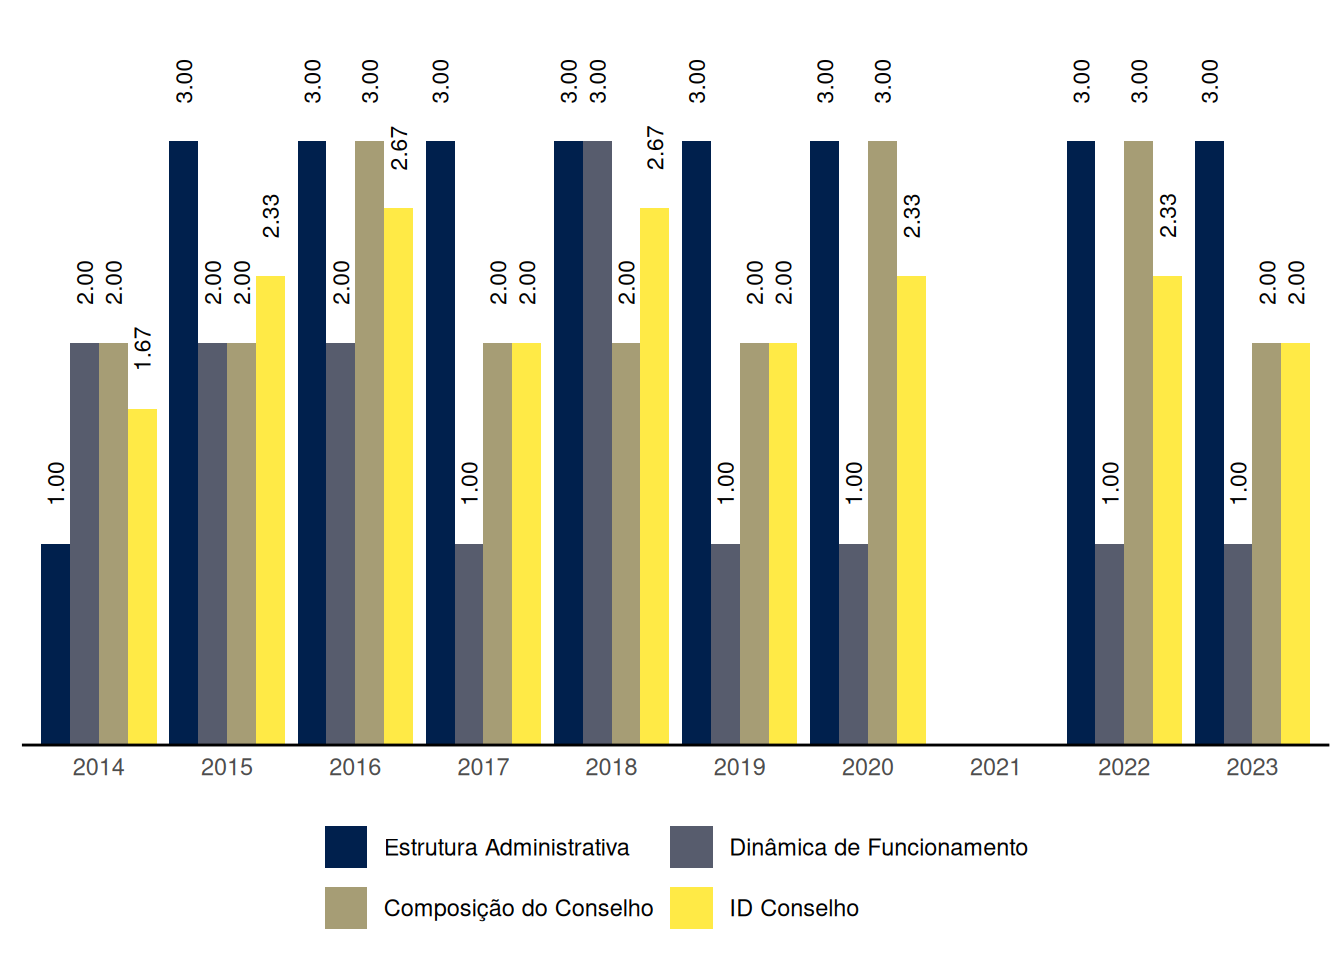 3.00 3.00 3.00 3.00 3.00 3.00 3.00 3.00 3.00 3.00 3.00 3.00
2.67 2.67
2.33 2.33 2.33
2.00 2.00 2.00 2.00 2.00 2.00 2.00 2.00 2.00 2.00 2.00 2.00 2.00
1.67
1.00 1.00 1.00 1.00 1.00 1.00
2014 2015 2016 2017 2018 2019 2020 2021 2022 2023
Estrutura Administrativa Dinâmica de Funcionamento
Composição do Conselho ID Conselho